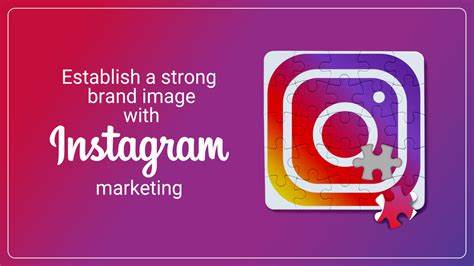 Establish a strong
brand image
with
Instagram
marketing